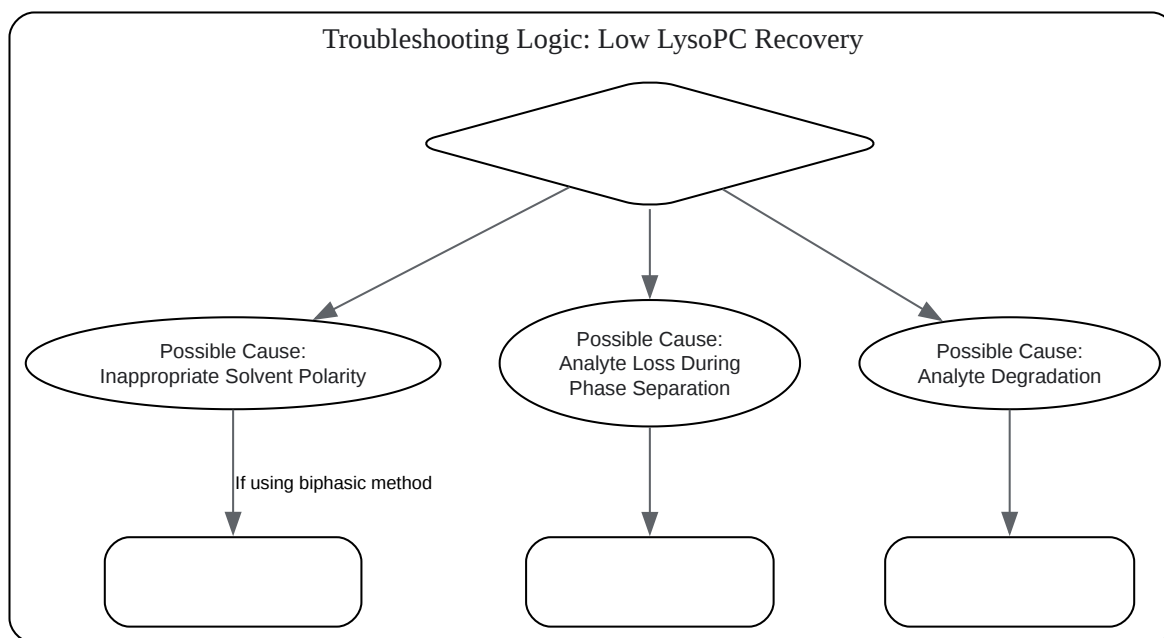 Troubleshooting Logic: Low LysoPC Recovery
Possible Cause:
Inappropriate Solvent Polarity
Possible Cause:
Analyte Loss During
Phase Separation
Possible Cause:
Analyte Degradation
If using biphasic method